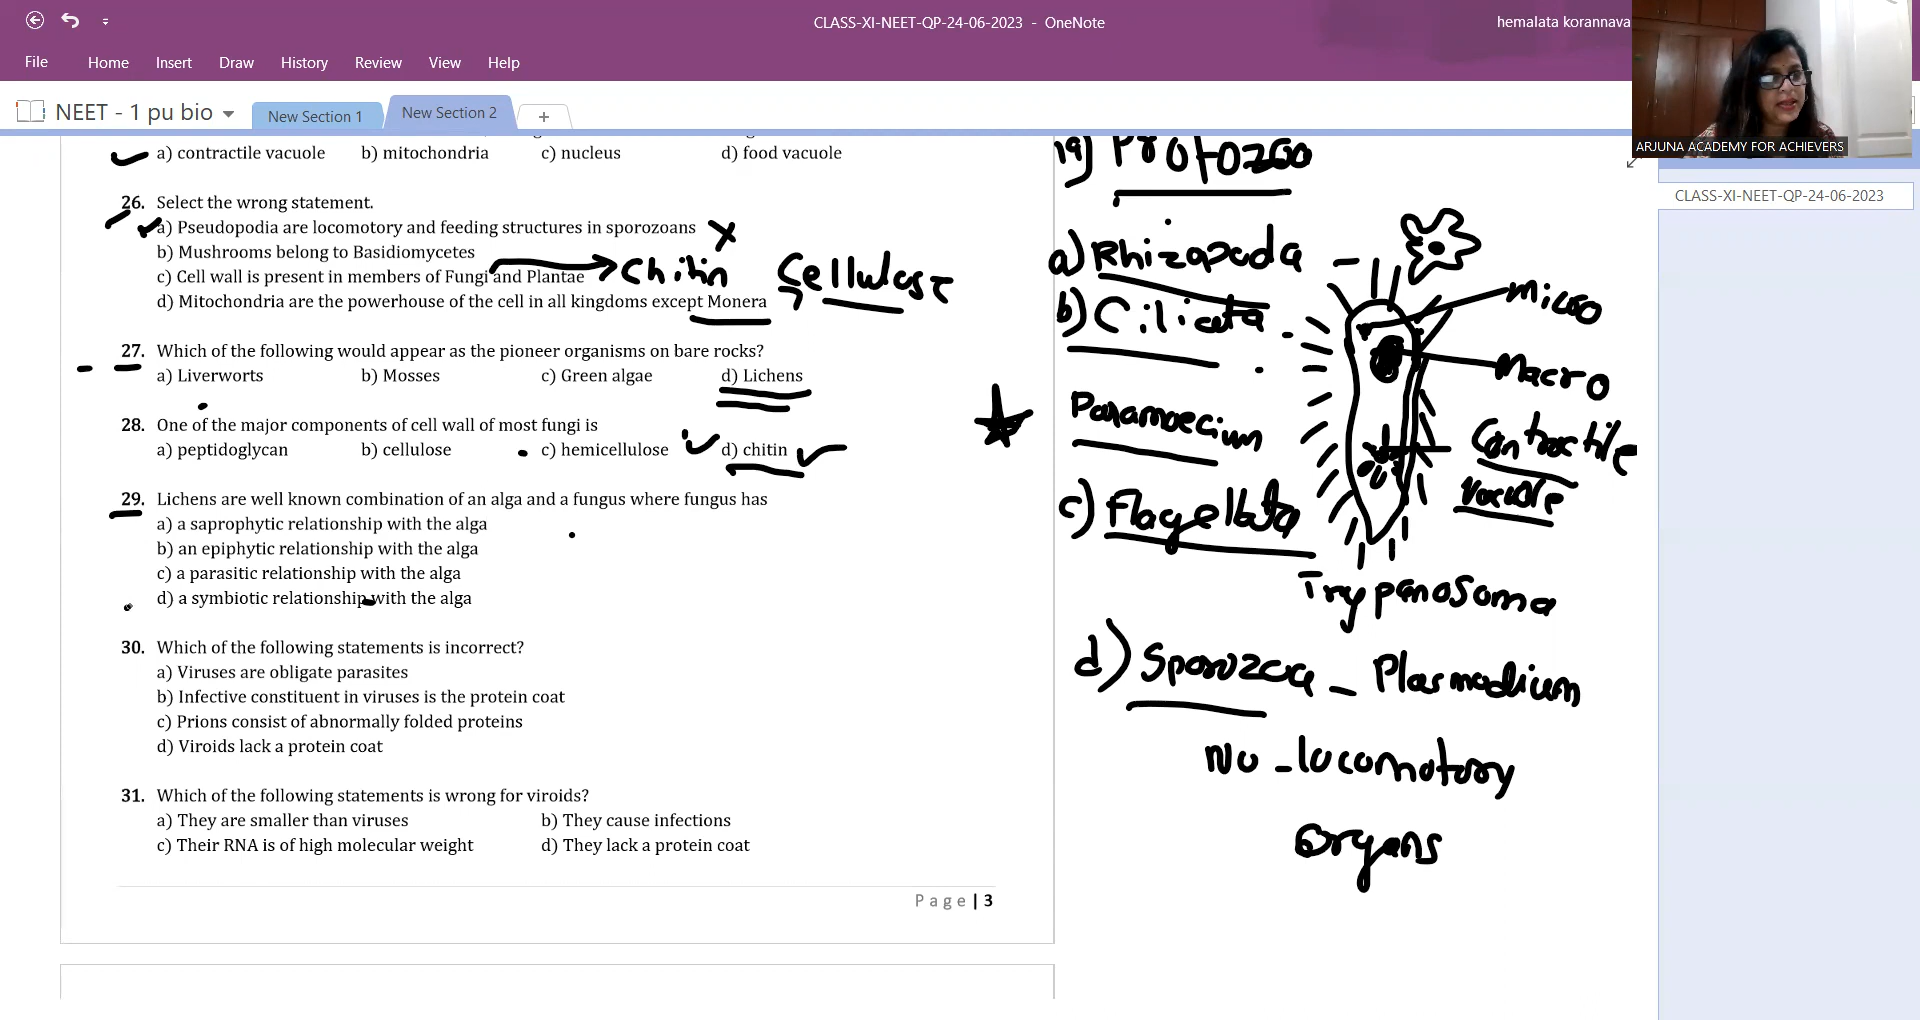 CLASS-XI-NEET-QP-24-06-2023 - OneNote
hemalata korannava
File Home Insert Draw History Review View Help
NEET - 1 pu bio
New Section 1
New Section 2
+
ARJUNA ACADEMY FOR ACHIEVERS
CLASS-XI-NEET-QP-24-06-2023
a) contractile vacuole b) mitochondria c) nucleus d) food vacuole
26. Select the wrong statement.
a) Pseudopodia are locomotory and feeding structures in sporozoans
b) Mushrooms belong to Basidiomycetes
c) Cell wall is present in members of Fungi and Plantae
d) Mitochondria are the powerhouse of the cell in all kingdoms except Monera
chitin cellulose
27. Which of the following would appear as the pioneer organisms on bare rocks?
a) Liverworts b) Mosses c) Green algae d) Lichens
28. One of the major components of cell wall of most fungi is
a) peptidoglycan b) cellulose c) hemicellulose d) chitin
29. Lichens are well known combination of an alga and a fungus where fungus has
a) a saprophytic relationship with the alga
b) an epiphytic relationship with the alga
c) a parasitic relationship with the alga
d) a symbiotic relationship with the alga
30. Which of the following statements is incorrect?
a) Viruses are obligate parasites
b) Infective constituent in viruses is the protein coat
c) Prions consist of abnormally folded proteins
d) Viroids lack a protein coat
31. Which of the following statements is wrong for viroids?
a) They are smaller than viruses b) They cause infections
c) Their RNA is of high molecular weight d) They lack a protein coat
Page | 3
19) Protozoa
a) Rhizopoda
b) Ciliata
Paramoecium
micro
Macro
Contractile
Vacuole
c) Flagellata
Trypanosoma
d) Sporozoa - Plasmodium
No - locomotory
organs